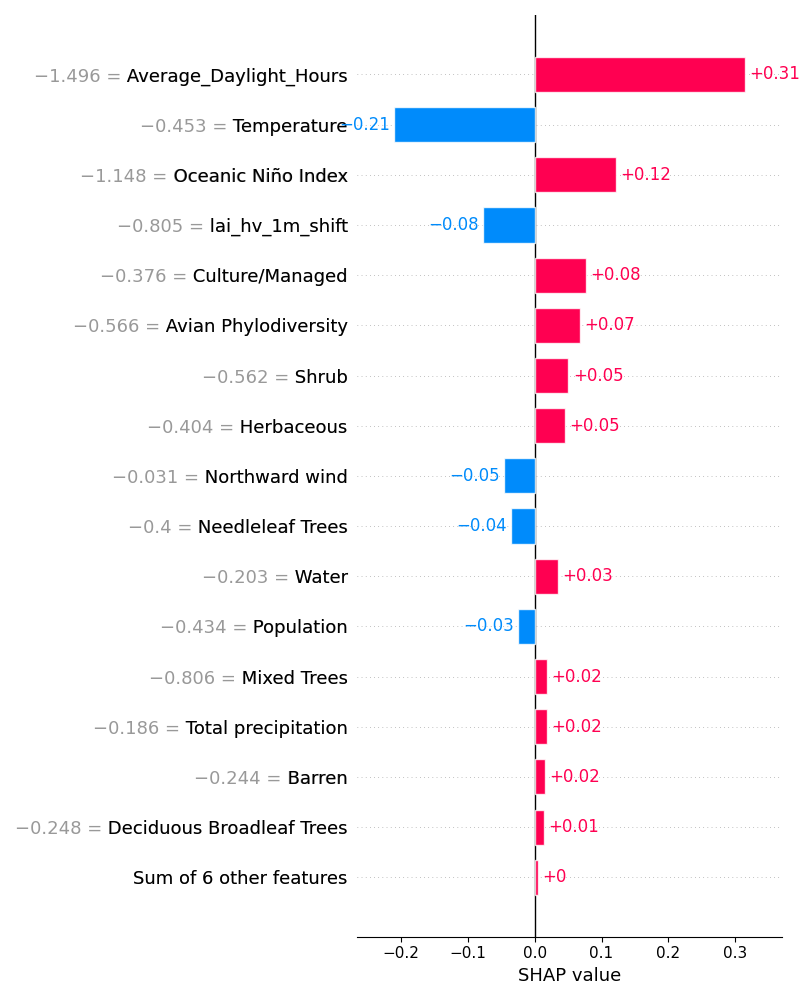 −1.496 = Average_Daylight_Hours +0.31
−0.453 = Temperature −0.21
−1.148 = Oceanic Niño Index +0.12
−0.805 = lai_hv_1m_shift −0.08
−0.376 = Culture/Managed +0.08
−0.566 = Avian Phylodiversity +0.07
−0.562 = Shrub +0.05
−0.404 = Herbaceous +0.05
−0.031 = Northward wind −0.05
−0.4 = Needleleaf Trees −0.04
−0.203 = Water +0.03
−0.434 = Population −0.03
−0.806 = Mixed Trees +0.02
−0.186 = Total precipitation +0.02
−0.244 = Barren +0.02
−0.248 = Deciduous Broadleaf Trees +0.01
Sum of 6 other features +0
−0.2 −0.1 0.0 0.1 0.2 0.3
SHAP value